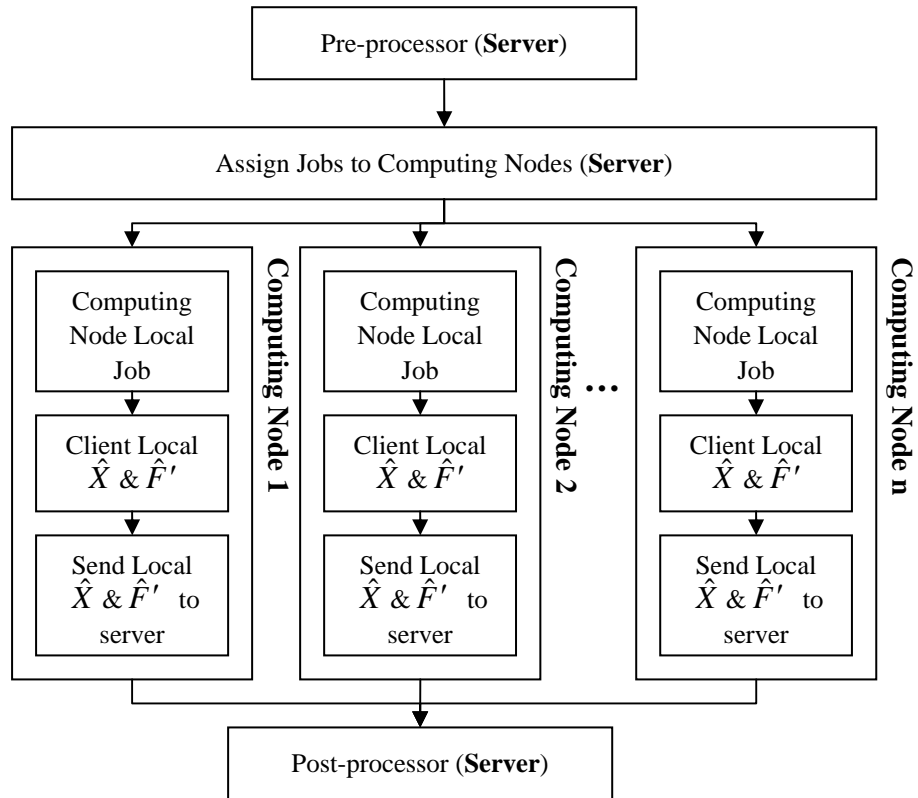 Pre-processor (Server)
Assign Jobs to Computing Nodes (Server)
Computing
Node Local
Job
Client Local
X̂ & F̂′
Send Local
X̂ & F̂′ to
server
Computing Node 1
Computing
Node Local
Job
Client Local
X̂ & F̂′
Send Local
X̂ & F̂′ to
server
Computing Node 2
...
Computing
Node Local
Job
Client Local
X̂ & F̂′
Send Local
X̂ & F̂′ to
server
Computing Node n
Post-processor (Server)